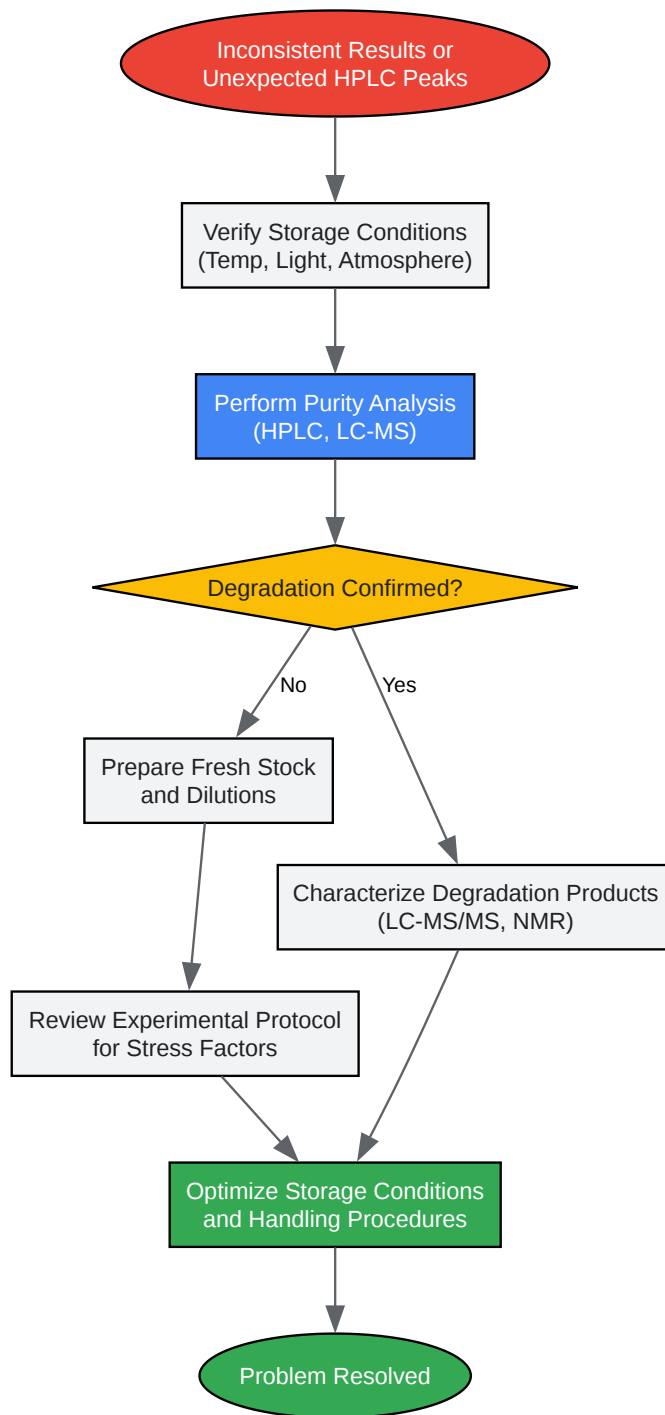 Inconsistent Results or
Unexpected HPLC Peaks
Verify Storage Conditions
(Temp, Light, Atmosphere)
Perform Purity Analysis
(HPLC, LC-MS)
Degradation Confirmed?
No
Yes
Prepare Fresh Stock
and Dilutions
Characterize Degradation Products
(LC-MS/MS, NMR)
Review Experimental Protocol
for Stress Factors
Optimize Storage Conditions
and Handling Procedures
Problem Resolved